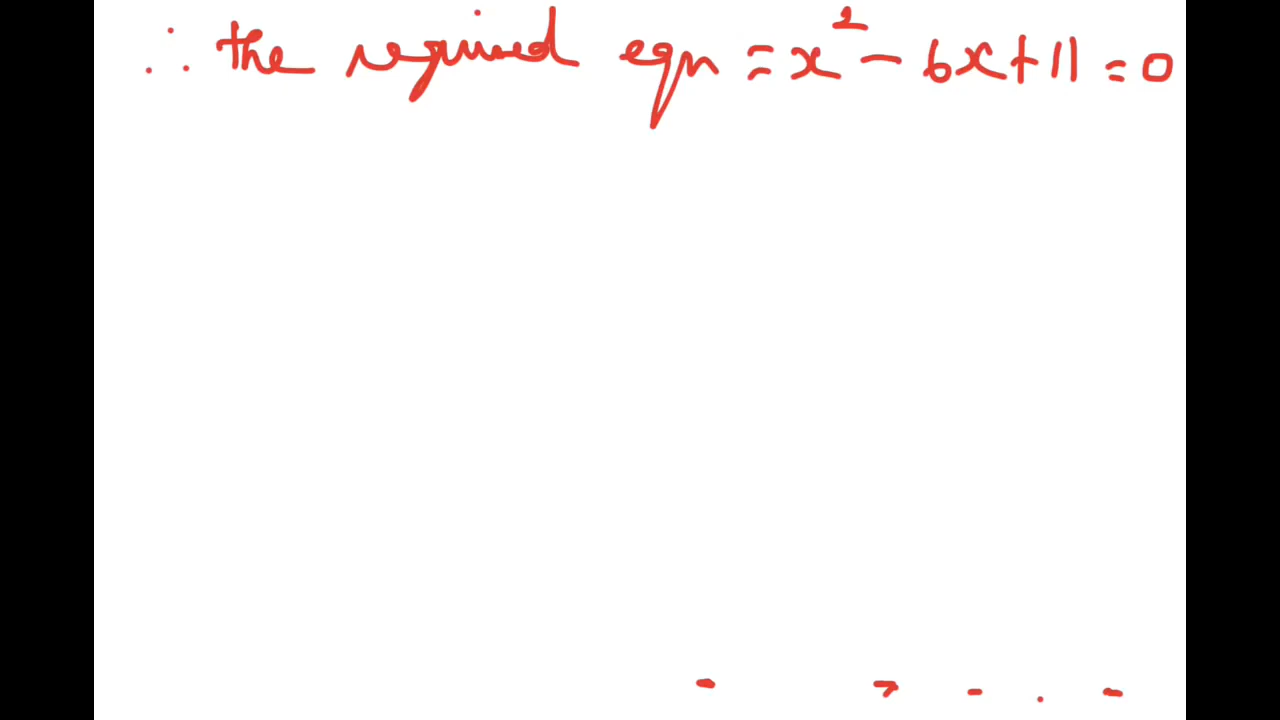 ∴ the required eqn = x² - 6x + 11 = 0